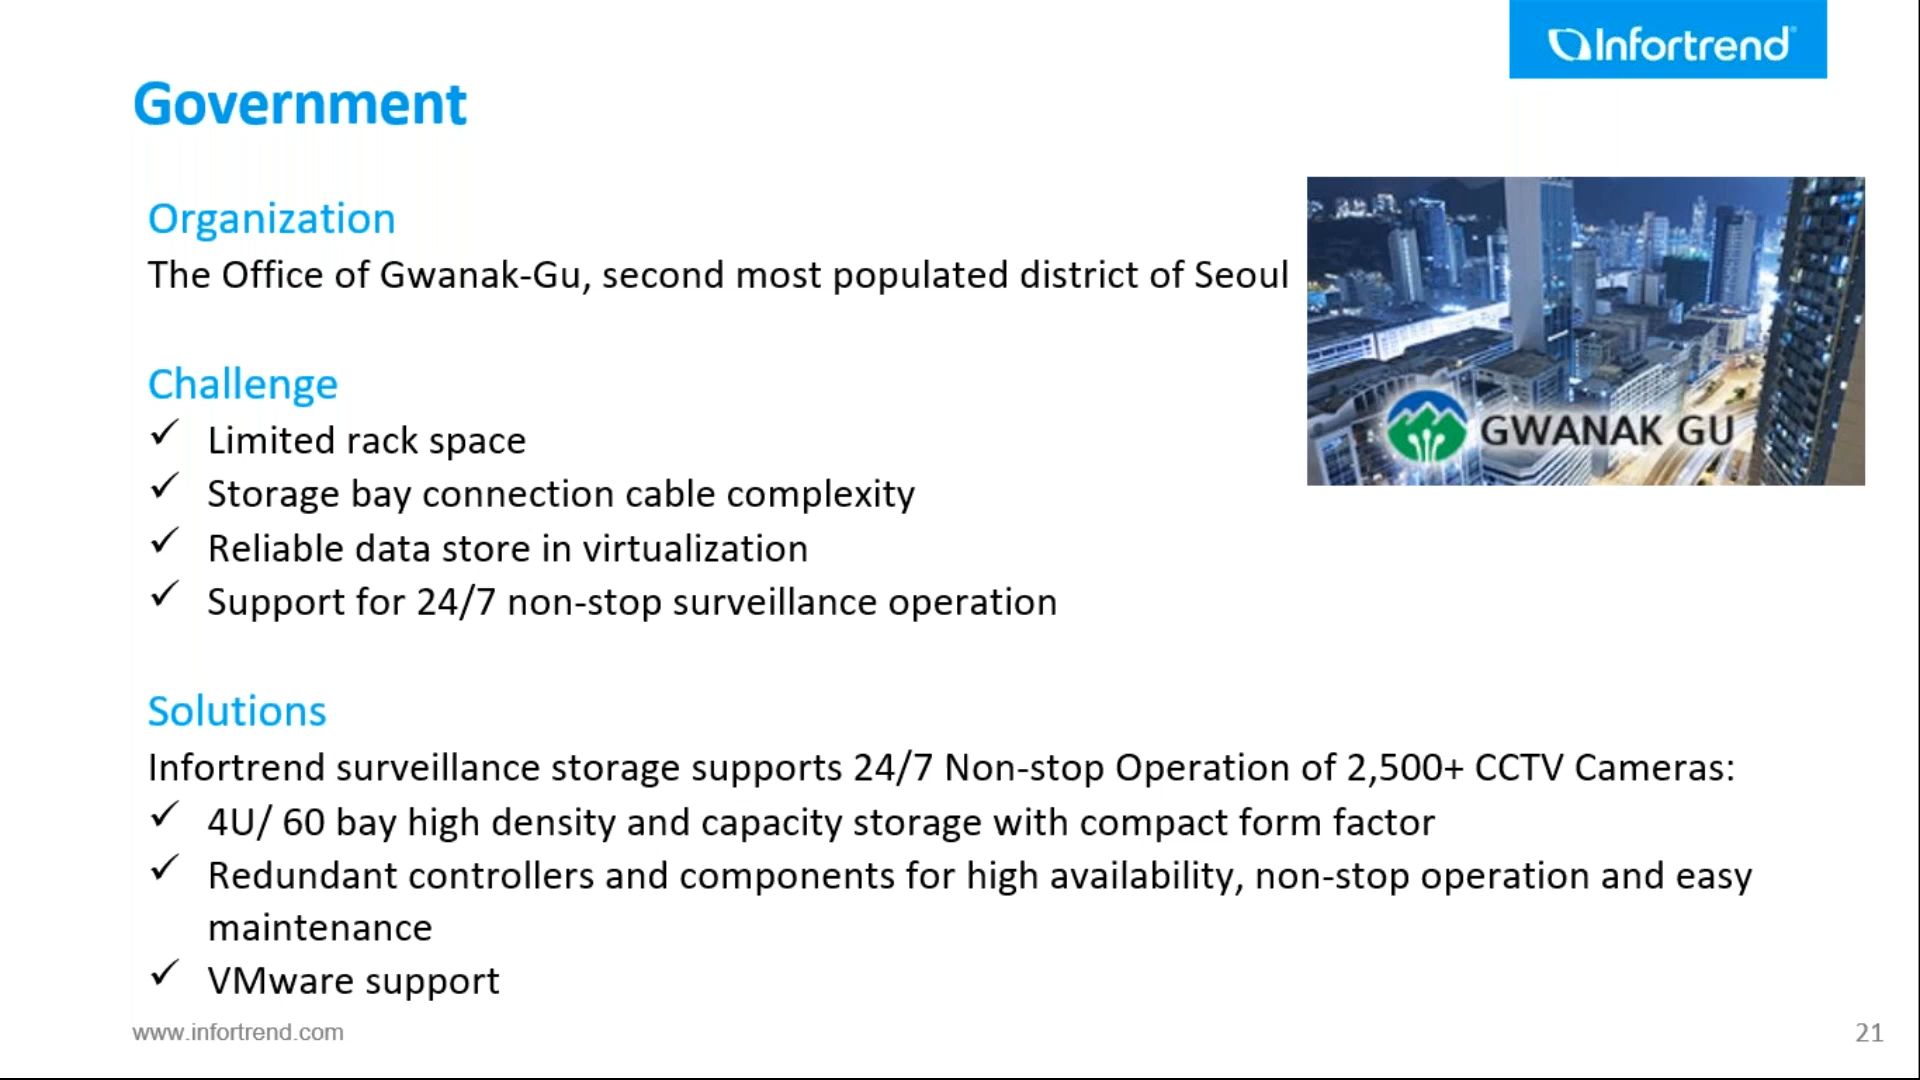 Infortrend
Government
Organization
The Office of Gwanak-Gu, second most populated district of Seoul
GWANAK GU
Challenge
✓ Limited rack space
✓ Storage bay connection cable complexity
✓ Reliable data store in virtualization
✓ Support for 24/7 non-stop surveillance operation
Solutions
Infortrend surveillance storage supports 24/7 Non-stop Operation of 2,500+ CCTV Cameras:
✓ 4U/ 60 bay high density and capacity storage with compact form factor
✓ Redundant controllers and components for high availability, non-stop operation and easy
maintenance
✓ VMware support
www.infortrend.com
21